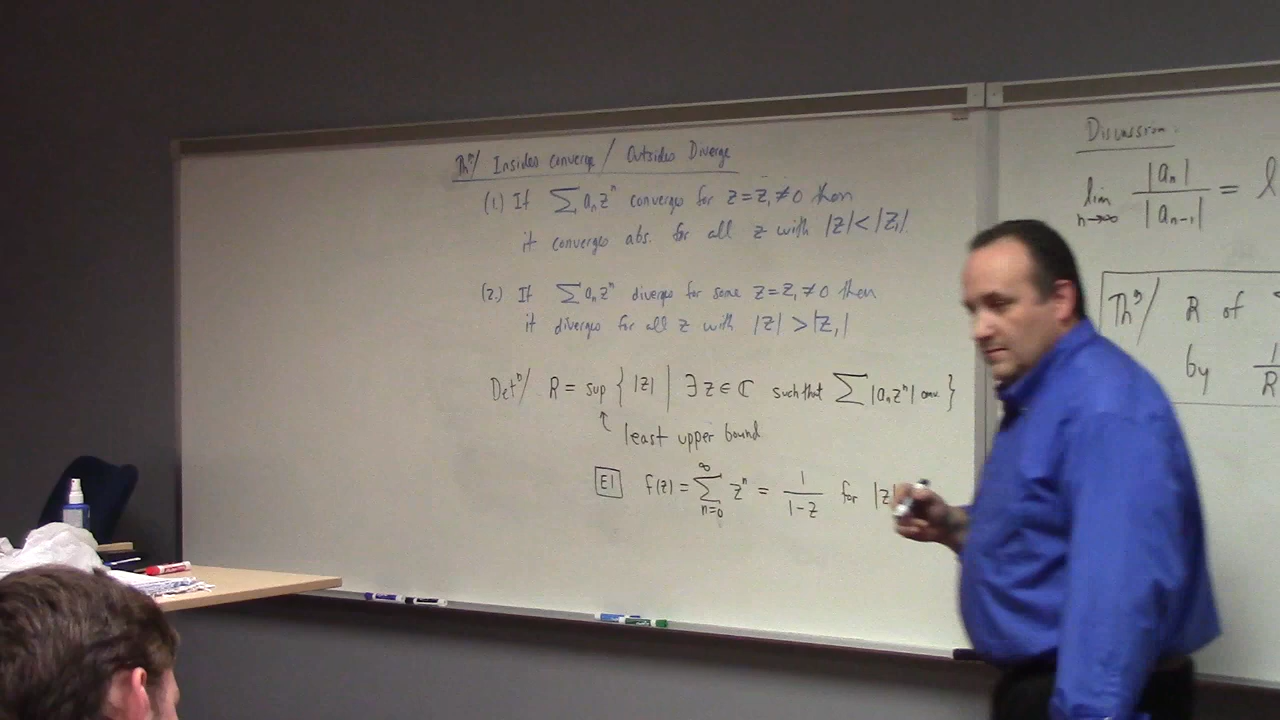 Thᵐ/ Insides Converge / Outsides Diverge
(1.) If ∑ aₙzⁿ converges for z = z₁ ≠ 0 then
it converges abs. for all z with |z| < |z₁|.
(2.) If ∑ aₙzⁿ diverges for some z = z₁ ≠ 0 then
it diverges for all z with |z| > |z₁|
Defⁿ/ R = sup { |z| | ∃ z ∈ ℂ such that ∑ |aₙzⁿ| conv. }
↑ least upper bound
E1 f(z) = ∑_{n=0}^{∞} zⁿ = 1/(1-z) for |z|
Discussion.
lim_{n→∞} |aₙ|/|aₙ₋₁| = l
Thᵐ/ R of
by 1/R